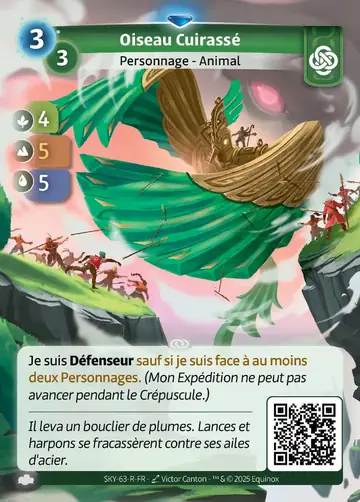 3
3
Oiseau Cuirassé
Personnage - Animal
4
5
5
Je suis Défenseur sauf si je suis face à au moins
deux Personnages. (Mon Expédition ne peut pas
avancer pendant le Crépuscule.)
Il leva un bouclier de plumes. Lances et
harpons se fracassèrent contre ses ailes
d'acier.
SKY-63-R-FR - Victor Canton - ™ & © 2025 Equinox